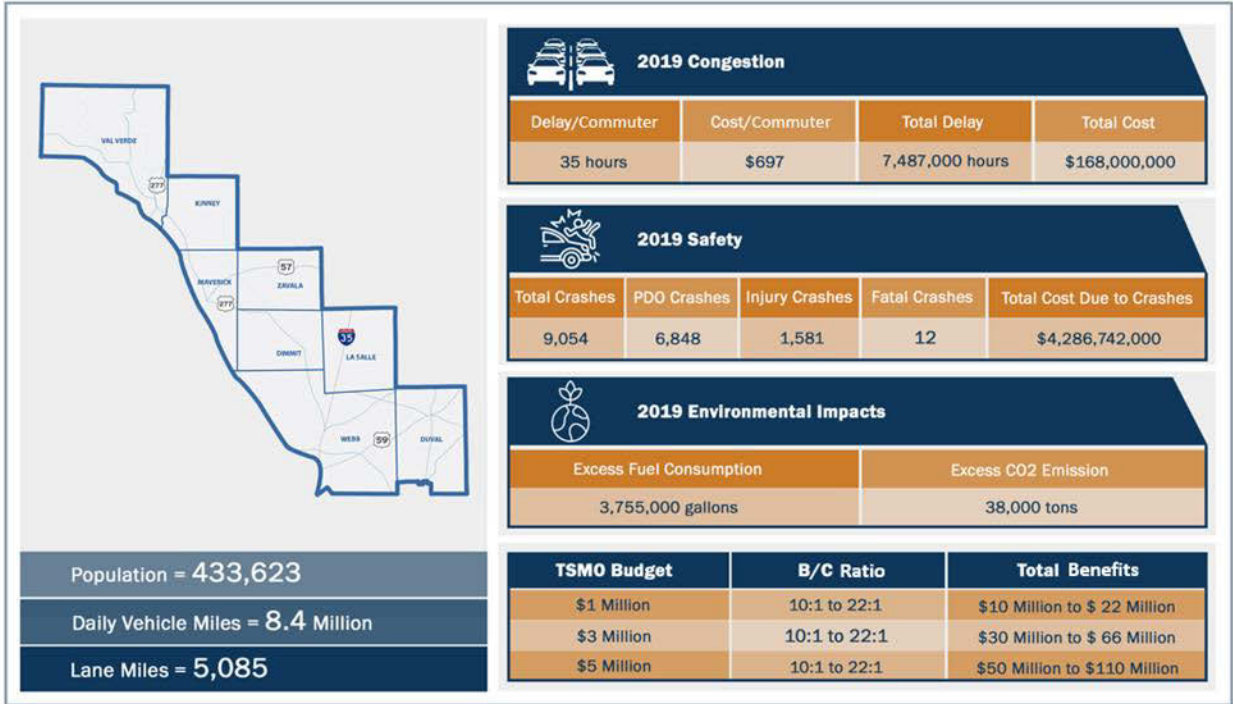 VAL VERDE
277
KINNEY
57
MAVERICK
ZAVALA
277
35
DIMMIT
LA SALLE
WEBB
59
DUVAL
Population = 433,623
Daily Vehicle Miles = 8.4 Million
Lane Miles = 5,085
2019 Congestion
Delay/Commuter Cost/Commuter Total Delay Total Cost
35 hours $697 7,487,000 hours $168,000,000
2019 Safety
Total Crashes PDO Crashes Injury Crashes Fatal Crashes Total Cost Due to Crashes
9,054 6,848 1,581 12 $4,286,742,000
2019 Environmental Impacts
Excess Fuel Consumption Excess CO2 Emission
3,755,000 gallons 38,000 tons
TSMO Budget B/C Ratio Total Benefits
$1 Million 10:1 to 22:1 $10 Million to $ 22 Million
$3 Million 10:1 to 22:1 $30 Million to $ 66 Million
$5 Million 10:1 to 22:1 $50 Million to $110 Million